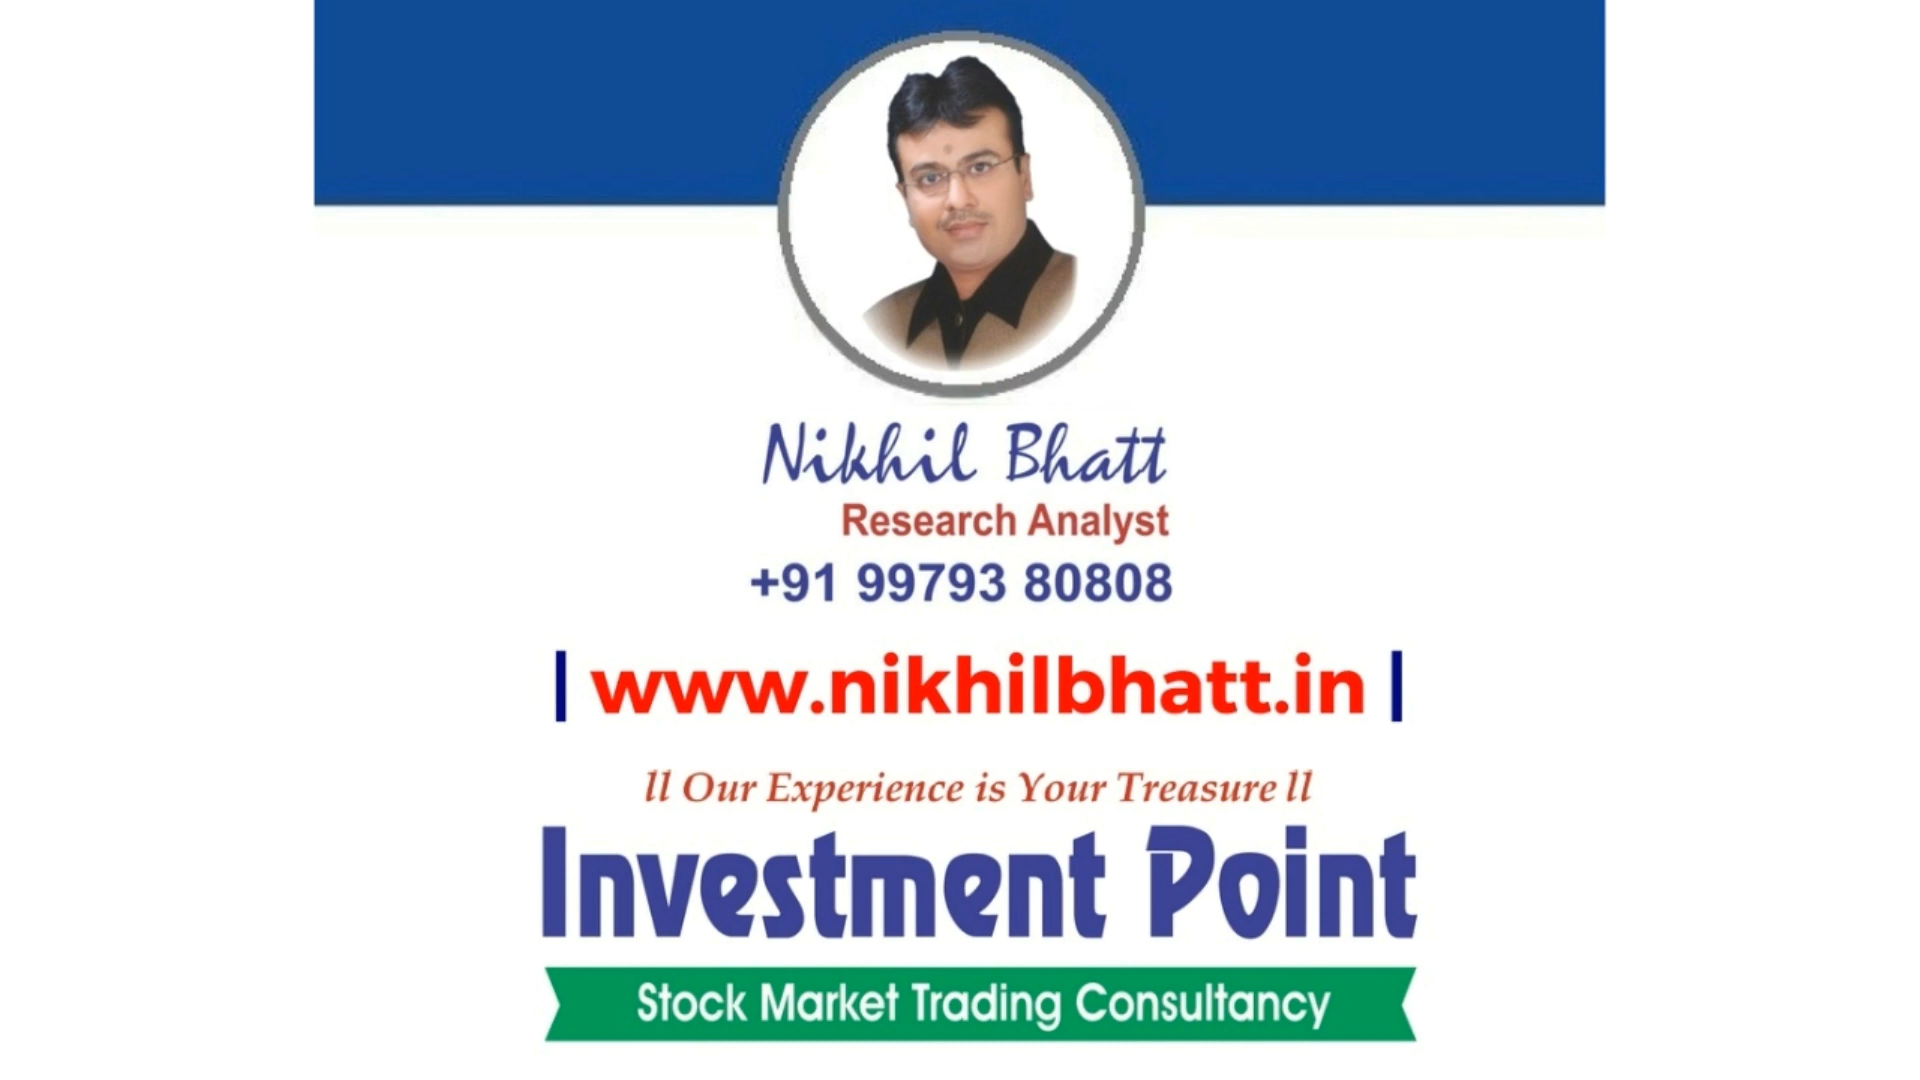 Nikhil Bhatt
Research Analyst
+91 99793 80808
| www.nikhilbhatt.in |
ll Our Experience is Your Treasure ll
Investment Point
Stock Market Trading Consultancy